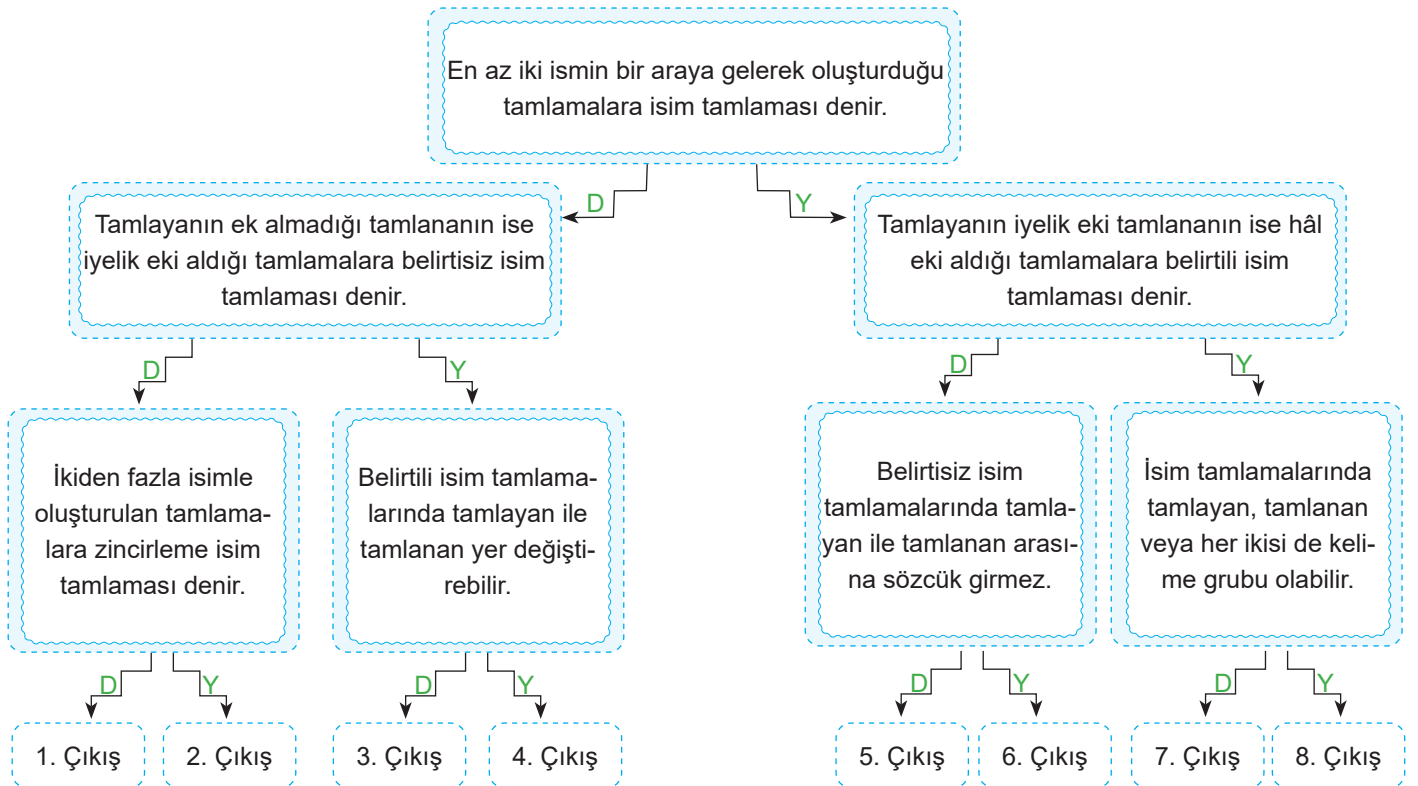 En az iki ismin bir araya gelerek oluşturduğu
tamlamalara isim tamlaması denir.
D
Y
Tamlayanın ek almadığı tamlananın ise
iyelik eki aldığı tamlamalara belirtisiz isim
tamlaması denir.
Tamlayanın iyelik eki tamlananın ise hâl
eki aldığı tamlamalara belirtili isim
tamlaması denir.
D
Y
D
Y
İkiden fazla isimle
oluşturulan tamlama-
lara zincirleme isim
tamlaması denir.
Belirtili isim tamlama-
larında tamlayan ile
tamlanan yer değişti-
rebilir.
Belirtisiz isim
tamlamalarında tamla-
yan ile tamlanan arası-
na sözcük girmez.
İsim tamlamalarında
tamlayan, tamlanan
veya her ikisi de keli-
me grubu olabilir.
D
Y
D
Y
D
Y
D
Y
1. Çıkış
2. Çıkış
3. Çıkış
4. Çıkış
5. Çıkış
6. Çıkış
7. Çıkış
8. Çıkış